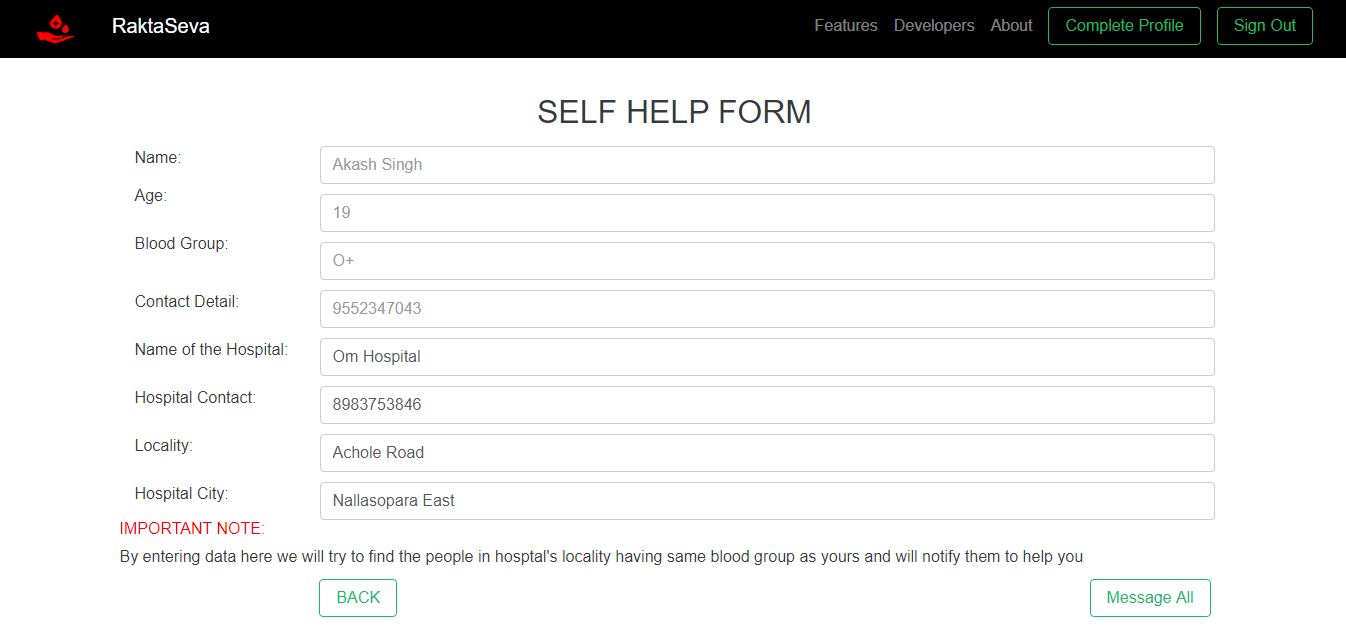 RaktaSeva Features Developers About Complete Profile Sign Out
SELF HELP FORM
Name: Akash Singh
Age: 19
Blood Group: O+
Contact Detail: 9552347043
Name of the Hospital: Om Hospital
Hospital Contact: 8983753846
Locality: Achole Road
Hospital City: Nallasopara East
IMPORTANT NOTE:
By entering data here we will try to find the people in hosptal's locality having same blood group as yours and will notify them to help you
BACK Message All